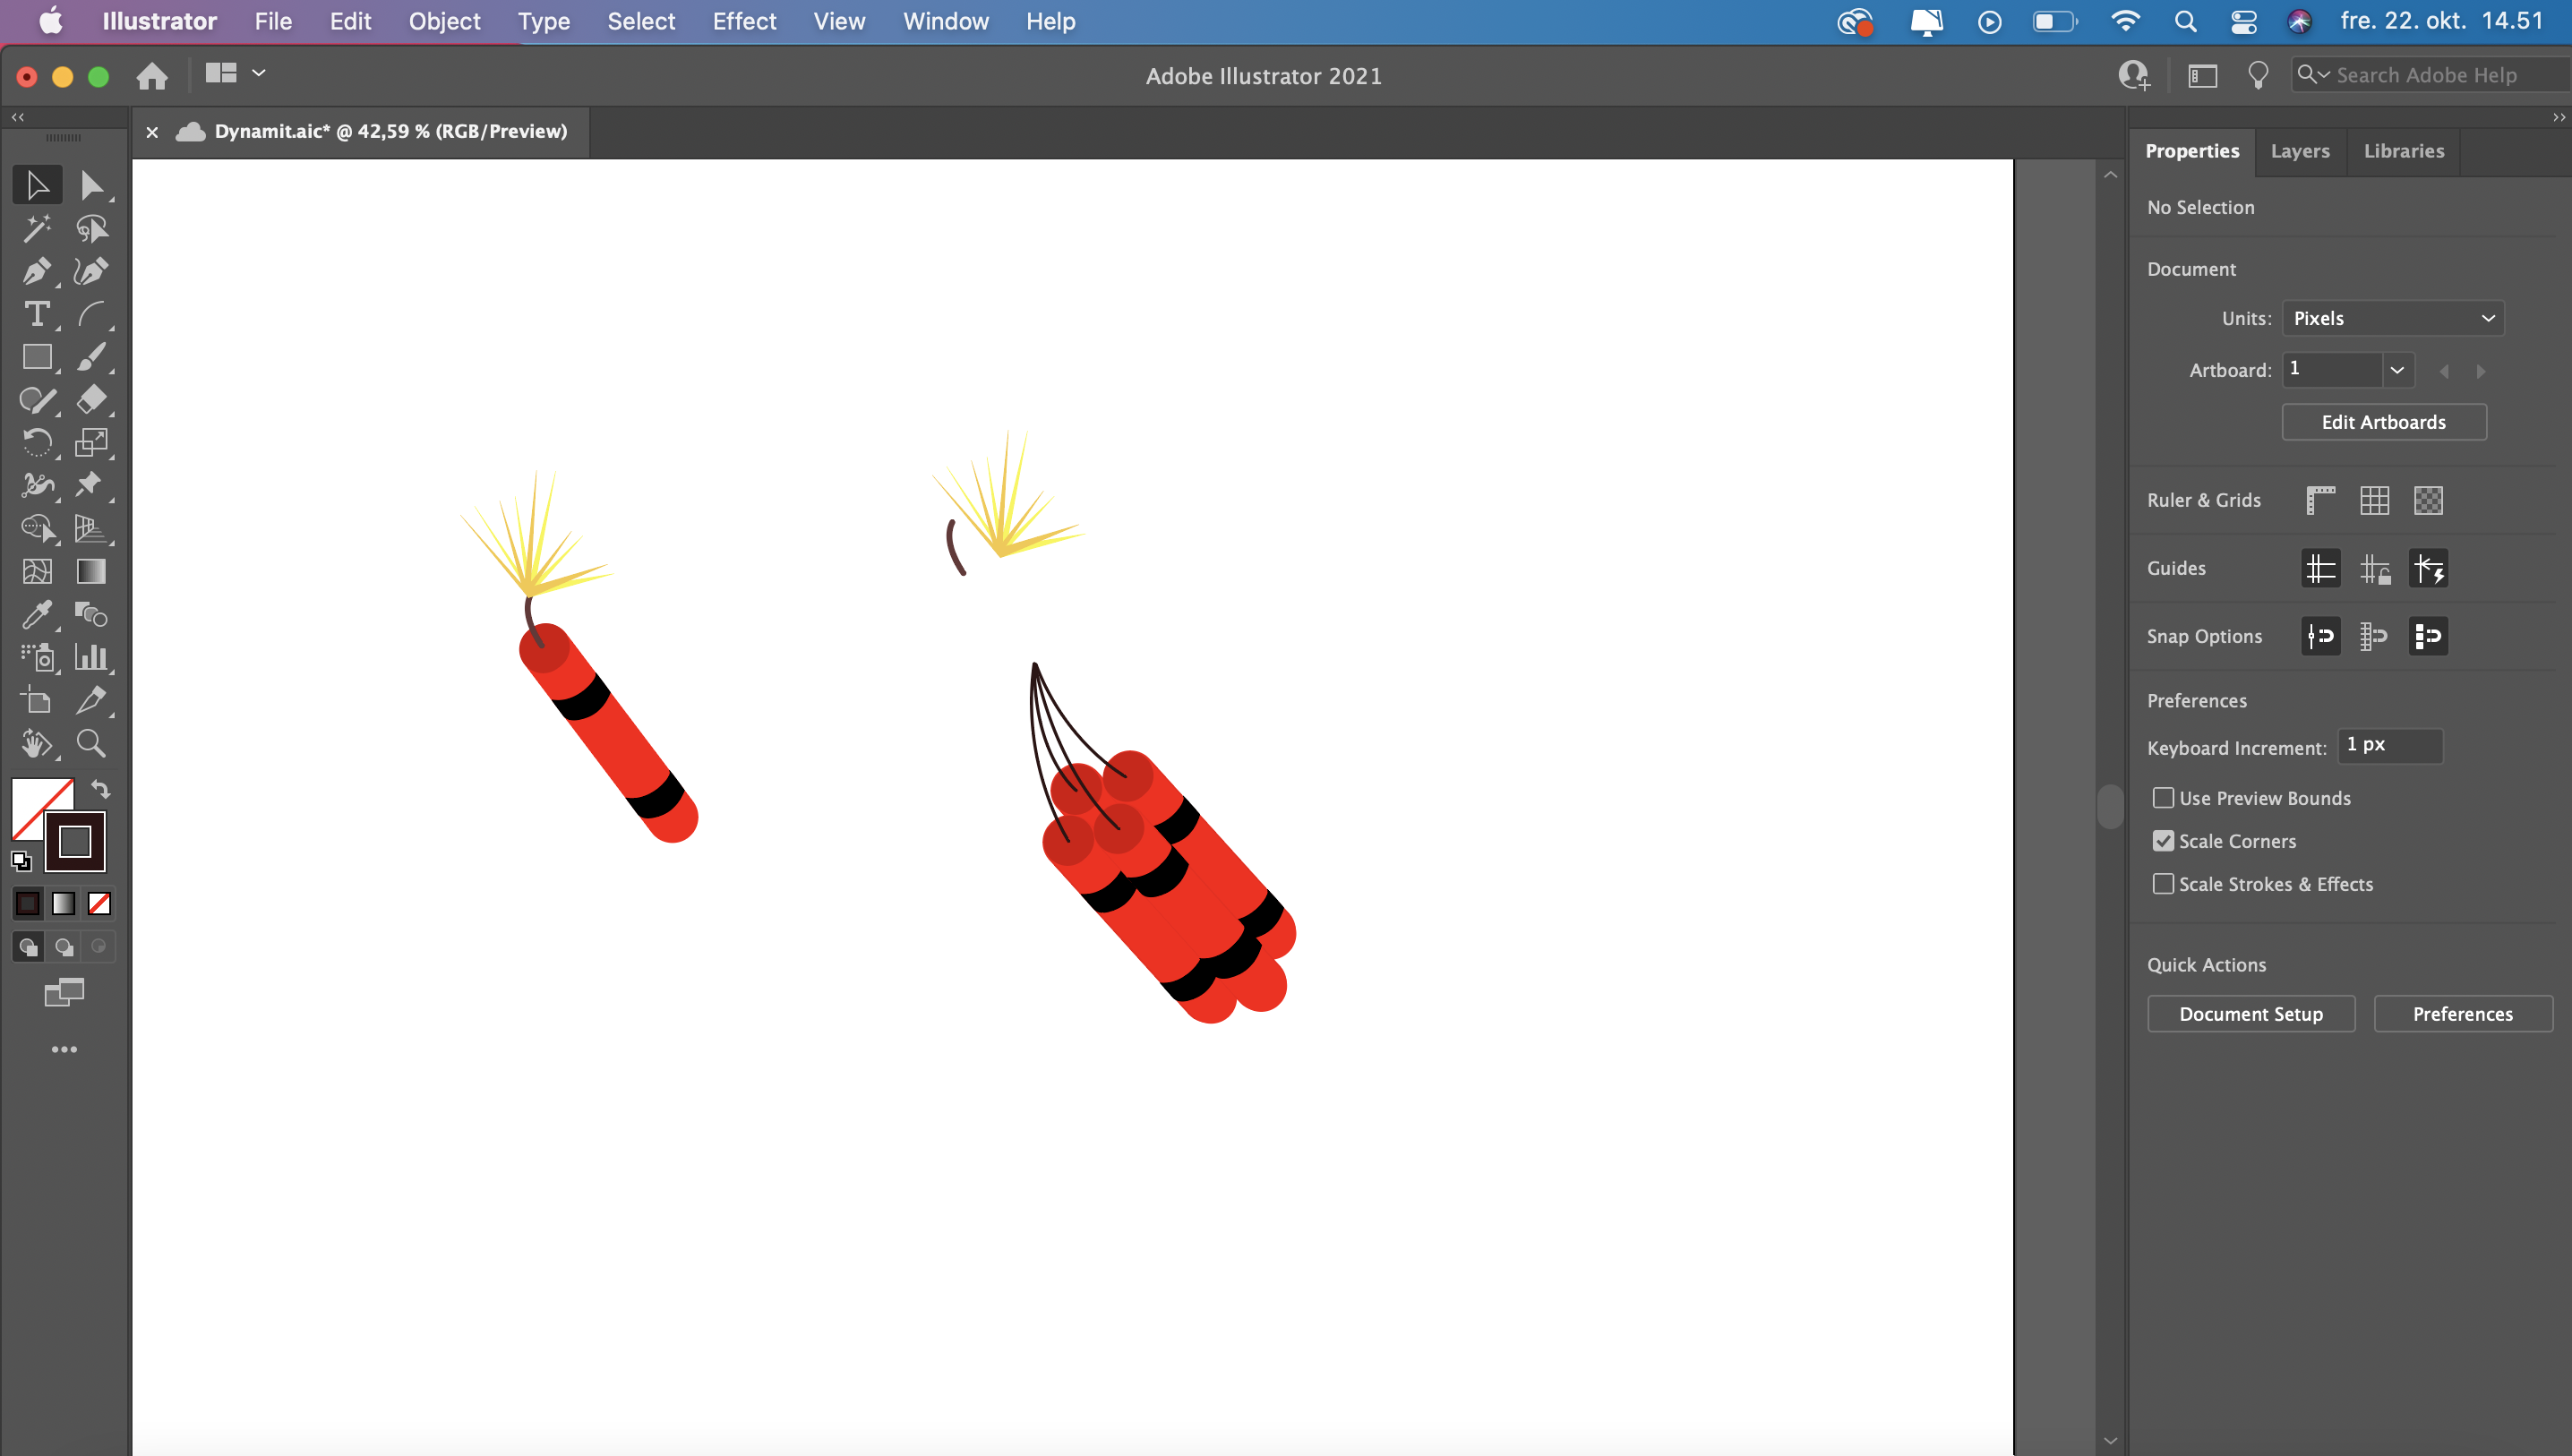 Illustrator File Edit Object Type Select Effect View Window Help fre. 22. okt. 14.51
Adobe Illustrator 2021
Search Adobe Help
Dynamit.aic* @ 42,59 % (RGB/Preview)
Properties Layers Libraries
No Selection
Document
Units: Pixels
Artboard: 1
Edit Artboards
Ruler & Grids
Guides
Snap Options
Preferences
Keyboard Increment: 1 px
Use Preview Bounds
Scale Corners
Scale Strokes & Effects
Quick Actions
Document Setup Preferences